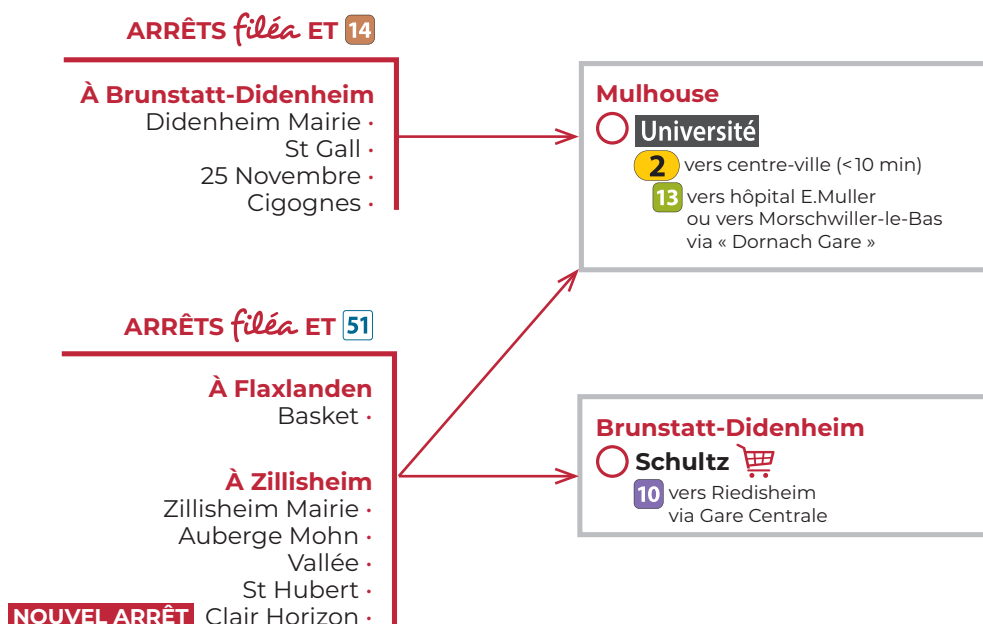 ARRÊTS filéa ET 14
À Brunstatt-Didenheim
Didenheim Mairie •
St Gall •
25 Novembre •
Cigognes •
Mulhouse
Université
2 vers centre-ville (<10 min)
13 vers hôpital E.Muller
ou vers Morschwiller-le-Bas
via « Dornach Gare »
ARRÊTS filéa ET 51
À Flaxlanden
Basket •
À Zillisheim
Zillisheim Mairie •
Auberge Mohn •
Vallée •
St Hubert •
NOUVEL ARRÊT Clair Horizon •
Brunstatt-Didenheim
Schultz
10 vers Riedisheim
via Gare Centrale